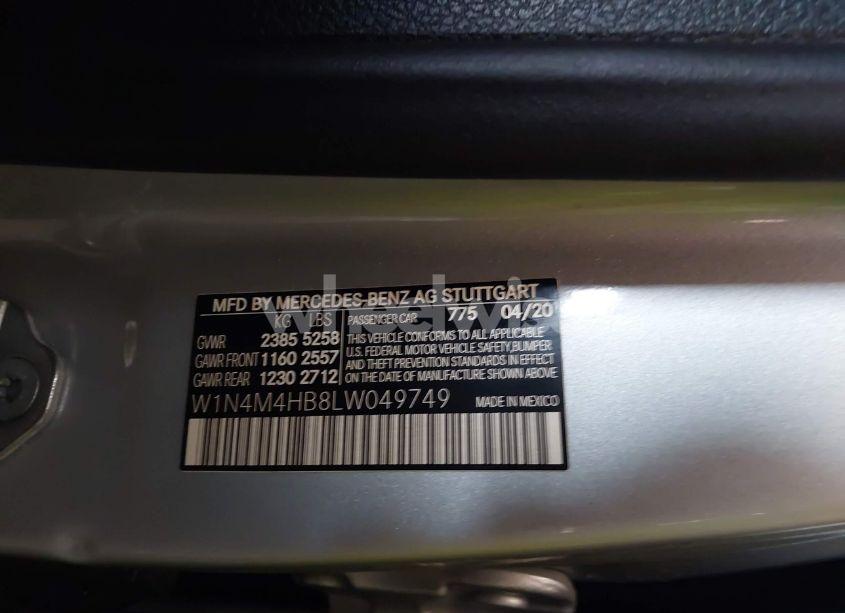 MFD BY MERCEDES-BENZ AG STUTTGART
KG LBS PASSENGER CAR 775 04/20
GVWR 2385 5258 THIS VEHICLE CONFORMS TO ALL APPLICABLE
GAWR FRONT 1160 2557 U.S. FEDERAL MOTOR VEHICLE SAFETY,BUMPER
GAWR REAR 1230 2712 AND THEFT PREVENTION STANDARDS IN EFFECT
ON THE DATE OF MANUFACTURE SHOWN ABOVE
W1N4M4HB8LW049749 MADE IN MEXICO